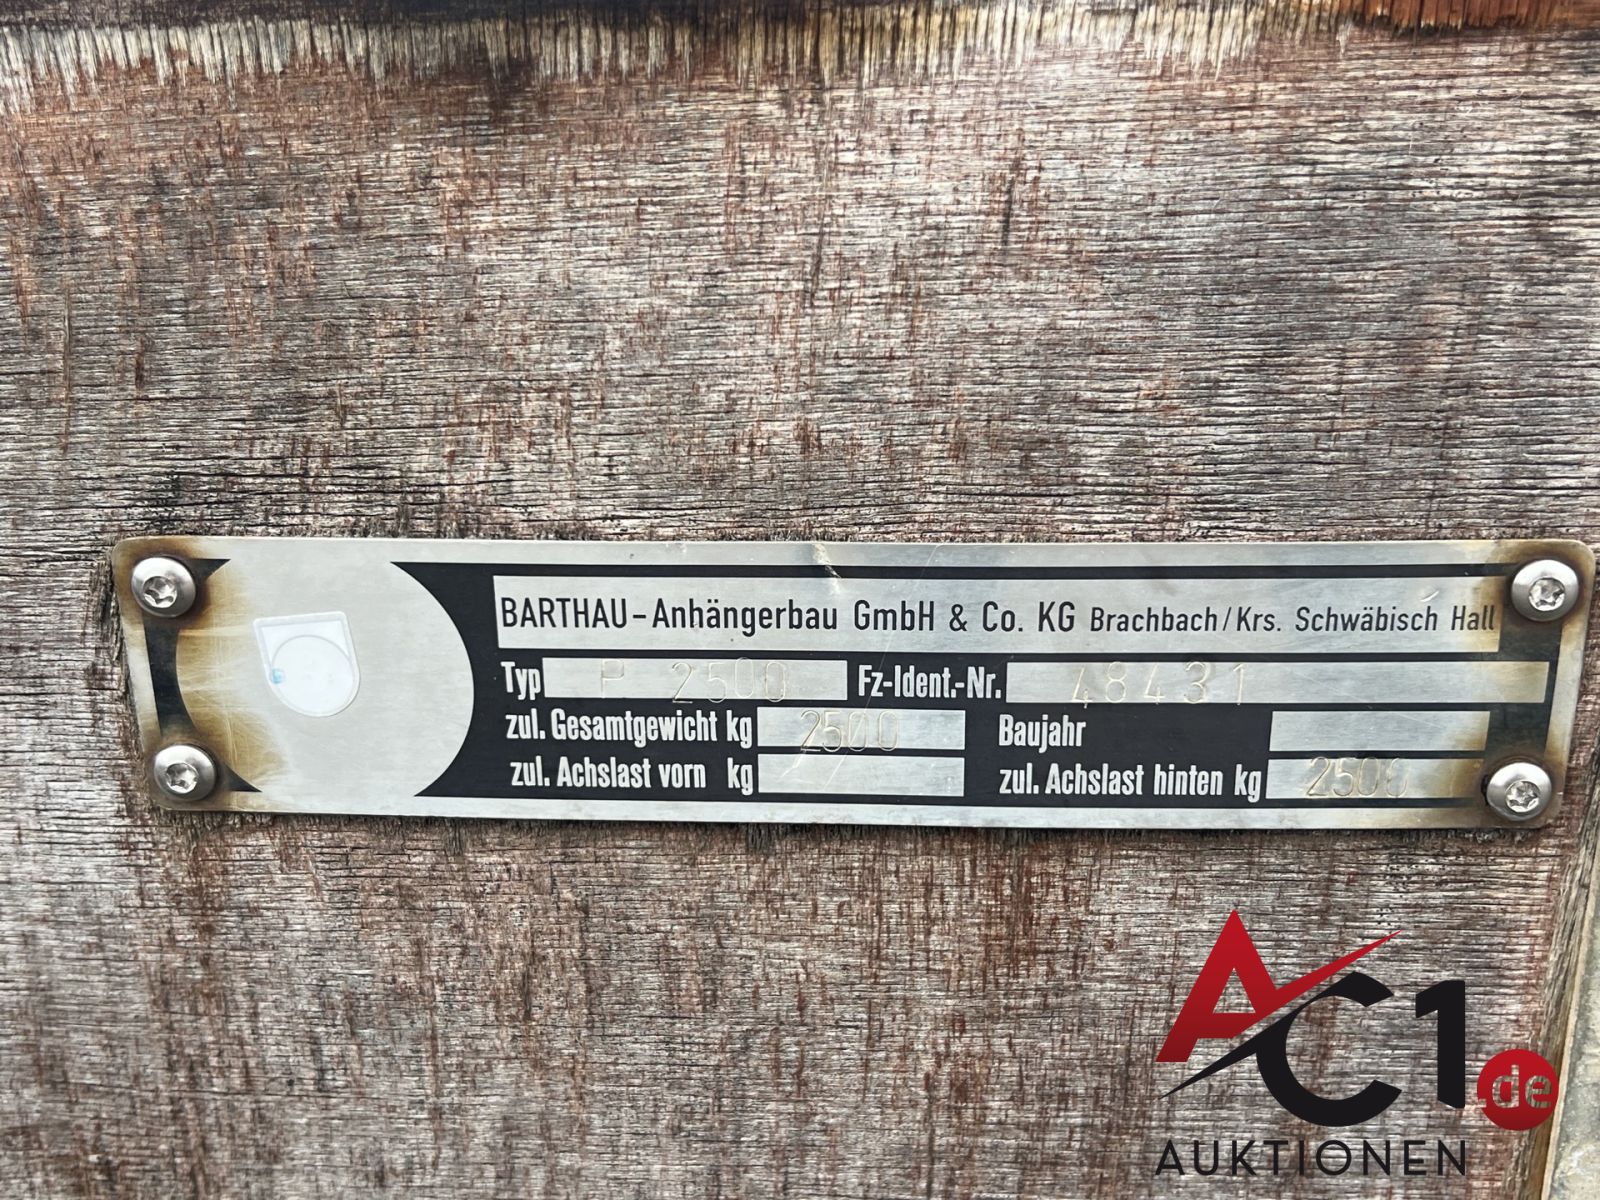 BARTHAU-Anhängerbau GmbH & Co. KG Brachbach/Krs. Schwäbisch Hall
Typ P 2500 Fz-Ident.-Nr. 48431
zul. Gesamtgewicht kg 2500 Baujahr
zul. Achslast vorn kg zul. Achslast hinten kg 2500
AC1.de
AUKTIONEN